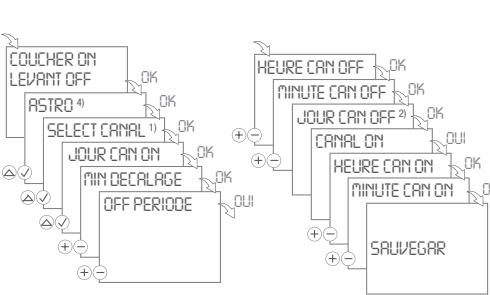 COUCHER ON
LEVANT OFF
OK
ASTRO 4)
OK
SELECT CANAL 1)
OK
JOUR CAN ON
OK
MIN DECALAGE
OK
OFF PERIODE
OUI
HEURE CAN OFF
OK
MINUTE CAN OFF
OK
JOUR CAN OFF 2)
OK
CANAL ON
OUI
HEURE CAN ON
OK
MINUTE CAN ON
SAUVEGAR